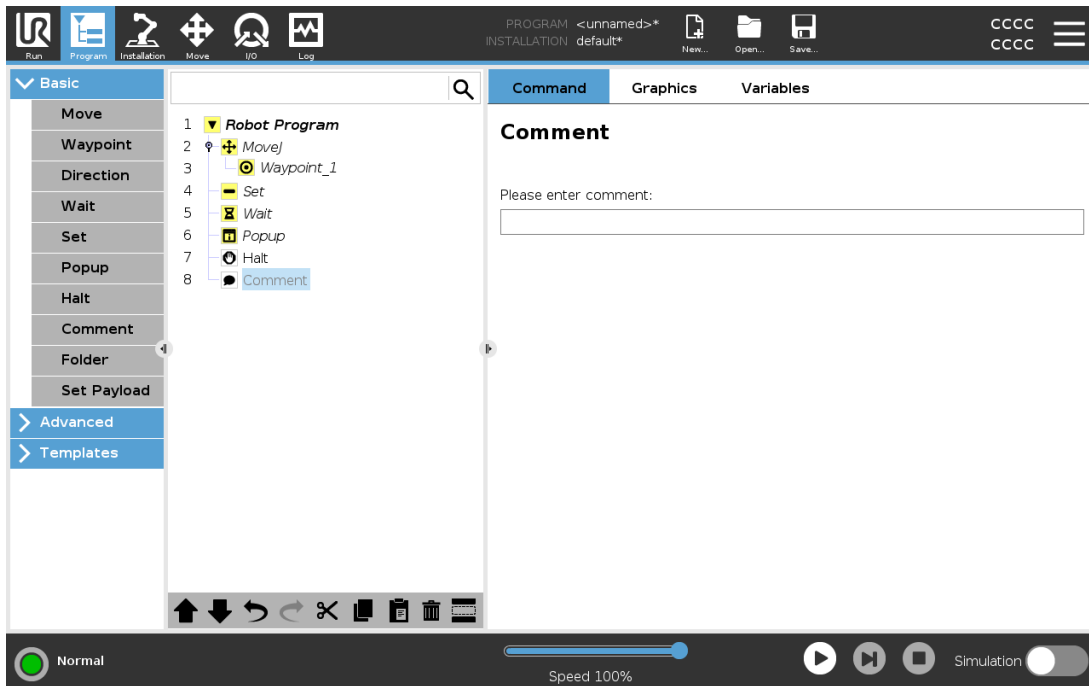 PROGRAM <unnamed>*
INSTALLATION default*
CCCC
CCCC
UR
Run
Program
Installation
Move
I/O
Log
New...
Open...
Save...
Basic
Move
Waypoint
Direction
Wait
Set
Popup
Halt
Comment
Folder
Set Payload
Advanced
Templates
1 Robot Program
2 MoveJ
3 Waypoint_1
4 Set
5 Wait
6 Popup
7 Halt
8 Comment
Command Graphics Variables
Comment
Please enter comment:
Normal
Speed 100%
Simulation